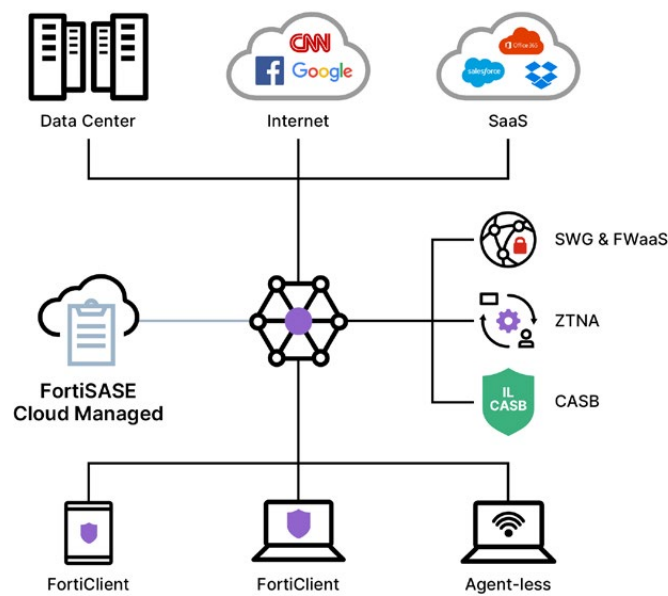 CNN
Google
Office 365
salesforce
Data Center
Internet
SaaS
SWG & FWaaS
ZTNA
FortiSASE
Cloud Managed
IL
CASB
CASB
FortiClient
FortiClient
Agent-less